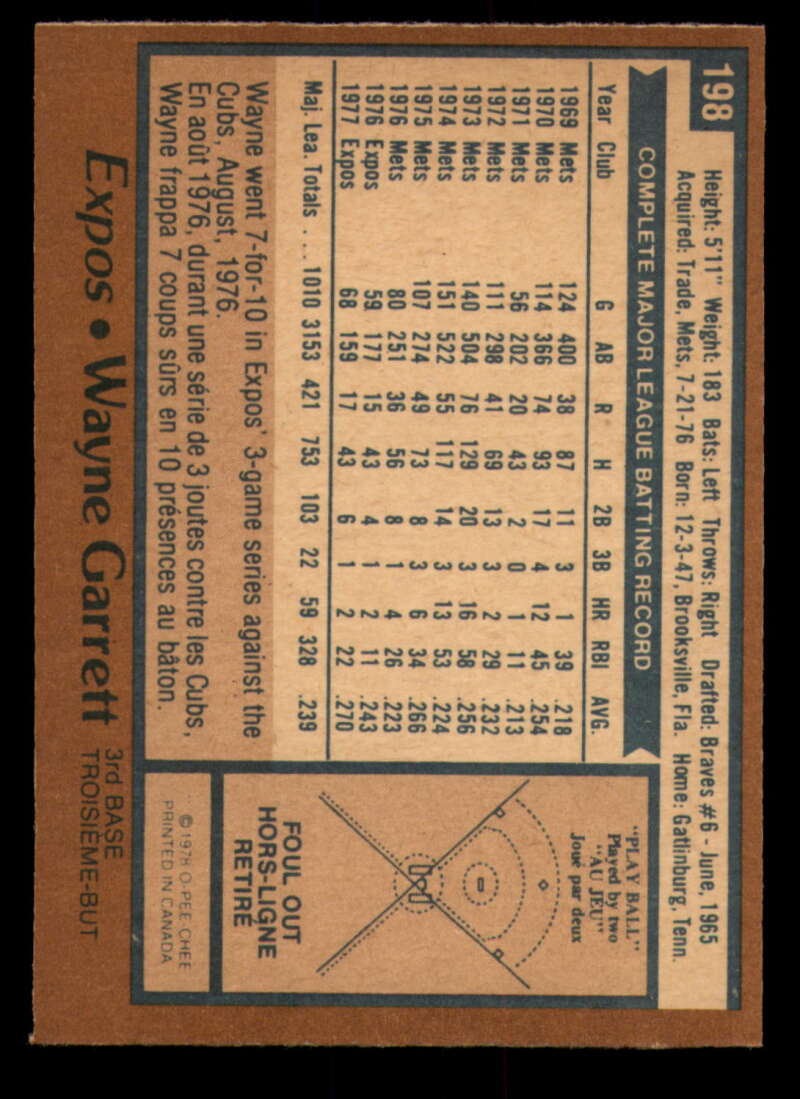 198
Height: 5'11" Weight: 183 Bats: Left Throws: Right Drafted: Braves #6 - June, 1965
Acquired: Trade, Mets, 7-21-76 Born: 12-3-47, Brooksville, Fla. Home: Gatlinburg, Tenn.
COMPLETE MAJOR LEAGUE BATTING RECORD
Year Club G AB R H 2B 3B HR RBI AVG.
1969 Mets 124 400 38 87 11 3 1 39 .218
1970 Mets 114 366 74 93 17 4 12 45 .254
1971 Mets 56 202 20 43 2 0 1 11 .213
1972 Mets 111 298 41 69 13 3 2 29 .232
1973 Mets 140 504 76 129 20 3 16 58 .256
1974 Mets 151 522 55 117 14 3 13 53 .224
1975 Mets 107 274 49 73 8 3 6 34 .266
1976 Mets 80 251 36 56 8 1 4 26 .223
1976 Expos 59 177 15 43 4 1 2 11 .243
1977 Expos 68 159 17 43 6 1 2 22 .270
Maj. Lea. Totals . . . 1010 3153 421 753 103 22 59 328 .239
Wayne went 7-for-10 in Expos' 3-game series against the
Cubs, August, 1976.
En août 1976, durant une série de 3 joutes contre les Cubs,
Wayne frappa 7 coups sûrs en 10 présences au bâton.
"PLAY BALL"
Played by two
"AU JEU"
Joué par deux
FOUL OUT
HORS-LIGNE
RETIRÉ
©1978 O-PEE-CHEE
PRINTED IN CANADA
Expos • Wayne Garrett 3rd BASE
TROISIÈME-BUT